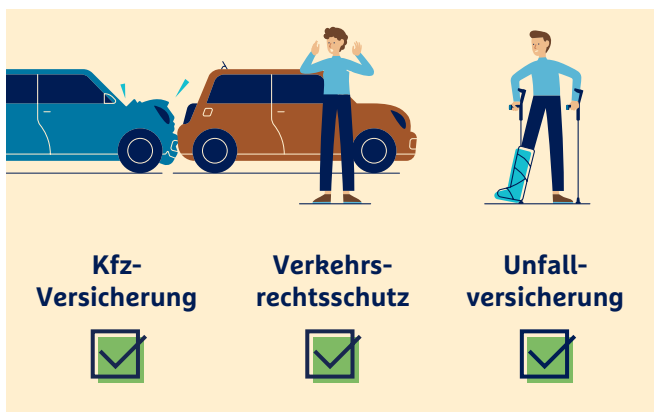 Kfz-
Versicherung
Verkehrs-
rechtsschutz
Unfall-
versicherung